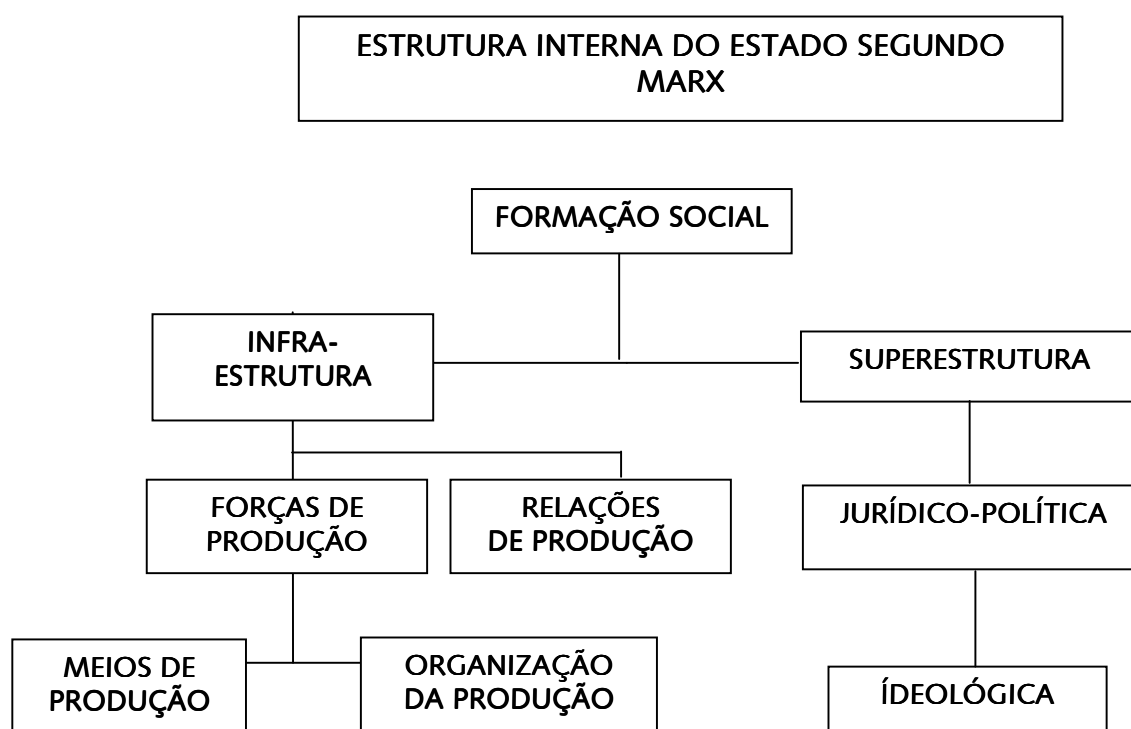 ESTRUTURA INTERNA DO ESTADO SEGUNDO
MARX
FORMAÇÃO SOCIAL
INFRA-
ESTRUTURA
SUPERESTRUTURA
FORÇAS DE
PRODUÇÃO
RELAÇÕES
DE PRODUÇÃO
JURÍDICO-POLÍTICA
MEIOS DE
PRODUÇÃO
ORGANIZAÇÃO
DA PRODUÇÃO
ÍDEOLÓGICA